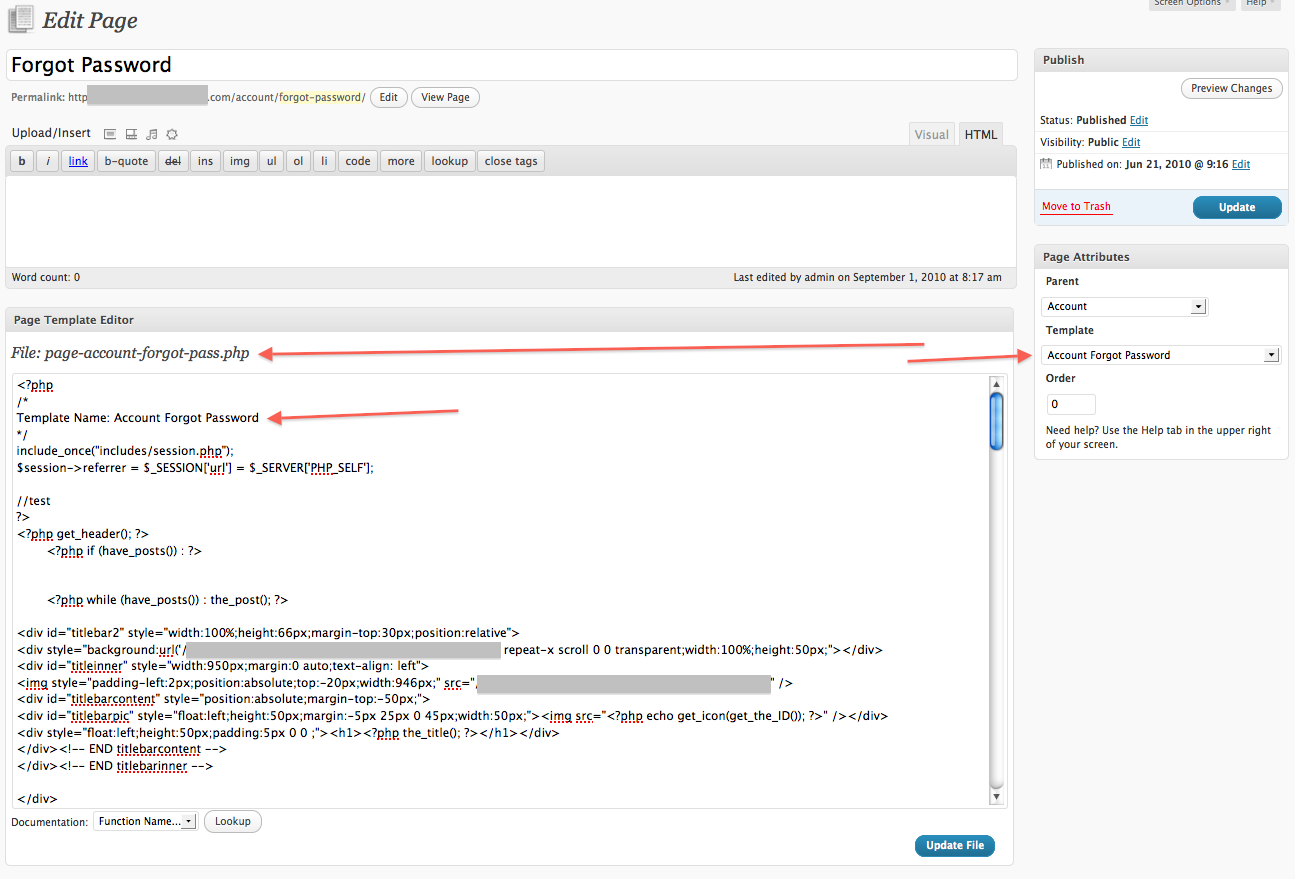 Screen Options
Help
Edit Page
Forgot Password
Permalink: http .com/account/forgot-password/ Edit View Page
Upload/Insert
Visual HTML
b i link b-quote del ins img ul ol li code more lookup close tags
Word count: 0
Last edited by admin on September 1, 2010 at 8:17 am
Page Template Editor
File: page-account-forgot-pass.php
<?php
/*
Template Name: Account Forgot Password
*/
include_once("includes/session.php");
$session->referrer = $_SESSION['url'] = $_SERVER['PHP_SELF'];
//test
?>
<?php get_header(); ?>
<?php if (have_posts()) : ?>
<?php while (have_posts()) : the_post(); ?>
<div id="titlebar2" style="width:100%;height:66px;margin-top:30px;position:relative">
<div style="background:url('/ repeat-x scroll 0 0 transparent;width:100%;height:50px;"></div>
<div id="titleinner" style="width:950px;margin:0 auto;text-align: left">
<img style="padding-left:2px;position:absolute;top:-20px;width:946px;" src=" " />
<div id="titlebarcontent" style="position:absolute;margin-top:-50px;">
<div id="titlebarpic" style="float:left;height:50px;margin:-5px 25px 0 45px;width:50px;"><img src="<?php echo get_icon(get_the_ID()); ?>" /></div>
<div style="float:left;height:50px;padding:5px 0 0 ;"><h1><?php the_title(); ?></h1></div>
</div><!-- END titlebarcontent -->
</div><!-- END titlebarinner -->
</div>
Documentation: Function Name... Lookup
Update File
Publish
Preview Changes
Status: Published Edit
Visibility: Public Edit
Published on: Jun 21, 2010 @ 9:16 Edit
Move to Trash
Update
Page Attributes
Parent
Account
Template
Account Forgot Password
Order
0
Need help? Use the Help tab in the upper right
of your screen.